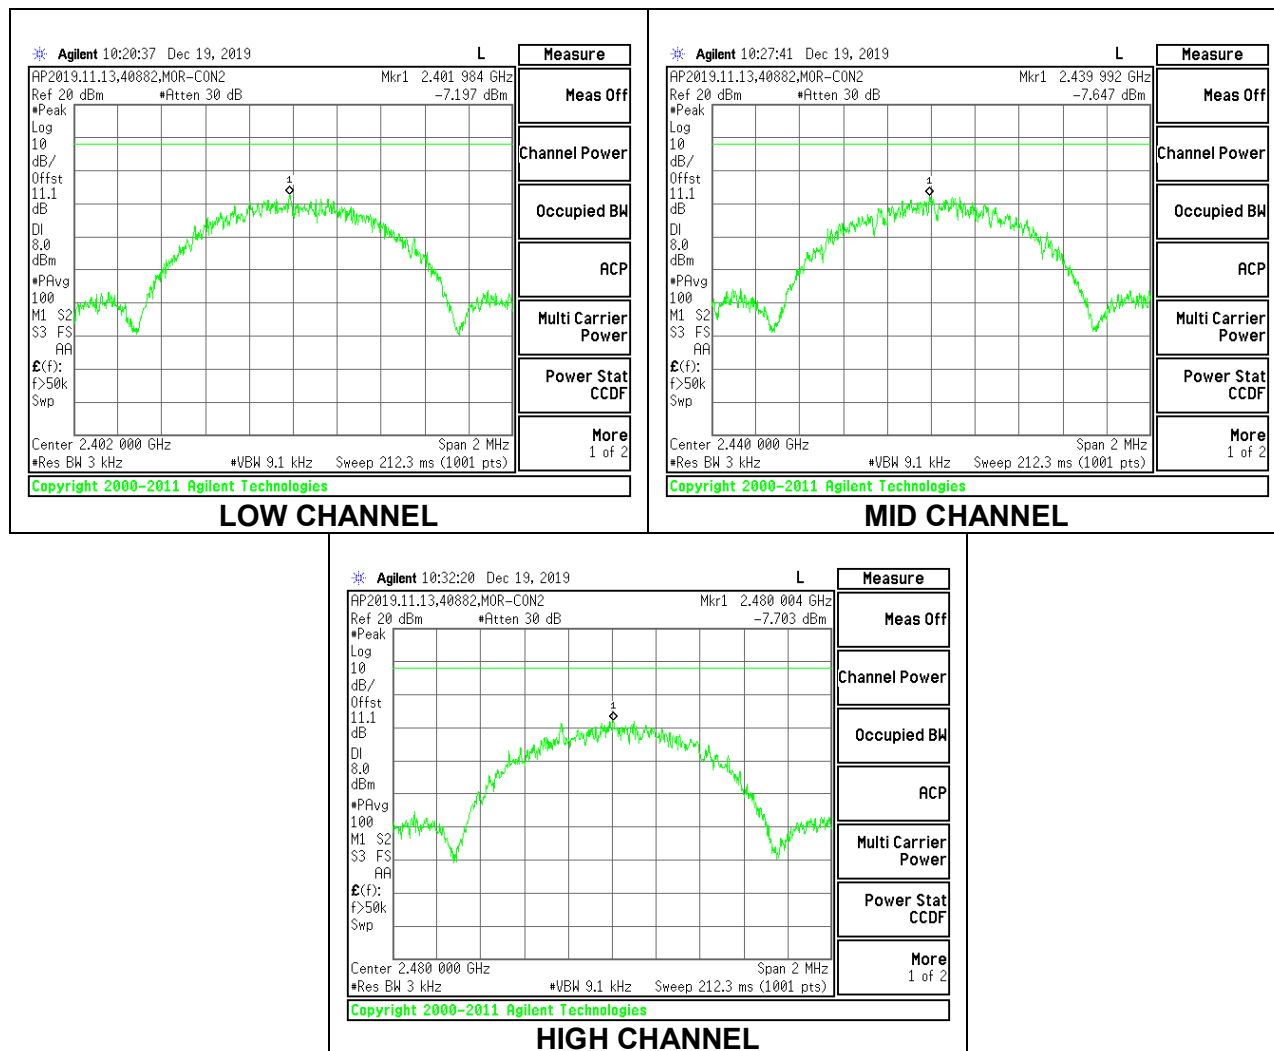 Agilent 10:20:37 Dec 19, 2019 L Measure
AP2019.11.13,40882,MOR-CON2 Mkr1 2.401 984 GHz
Ref 20 dBm #Atten 30 dB -7.197 dBm
Meas Off
#Peak
Log
10
dB/
Offst
11.1
dB
DI
8.0
dBm
#PAvg
100
M1 S2
S3 FS
AA
£(f):
f>50k
Swp
1
Channel Power
Occupied BW
ACP
Multi Carrier
Power
Power Stat
CCDF
More
1 of 2
Center 2.402 000 GHz Span 2 MHz
#Res BW 3 kHz #VBW 9.1 kHz Sweep 212.3 ms (1001 pts)
Copyright 2000-2011 Agilent Technologies
LOW CHANNEL
Agilent 10:27:41 Dec 19, 2019 L Measure
AP2019.11.13,40882,MOR-CON2 Mkr1 2.439 992 GHz
Ref 20 dBm #Atten 30 dB -7.647 dBm
Meas Off
#Peak
Log
10
dB/
Offst
11.1
dB
DI
8.0
dBm
#PAvg
100
M1 S2
S3 FS
AA
£(f):
f>50k
Swp
1
Channel Power
Occupied BW
ACP
Multi Carrier
Power
Power Stat
CCDF
More
1 of 2
Center 2.440 000 GHz Span 2 MHz
#Res BW 3 kHz #VBW 9.1 kHz Sweep 212.3 ms (1001 pts)
Copyright 2000-2011 Agilent Technologies
MID CHANNEL
Agilent 10:32:20 Dec 19, 2019 L Measure
AP2019.11.13,40882,MOR-CON2 Mkr1 2.480 004 GHz
Ref 20 dBm #Atten 30 dB -7.703 dBm
Meas Off
#Peak
Log
10
dB/
Offst
11.1
dB
DI
8.0
dBm
#PAvg
100
M1 S2
S3 FS
AA
£(f):
f>50k
Swp
1
Channel Power
Occupied BW
ACP
Multi Carrier
Power
Power Stat
CCDF
More
1 of 2
Center 2.480 000 GHz Span 2 MHz
#Res BW 3 kHz #VBW 9.1 kHz Sweep 212.3 ms (1001 pts)
Copyright 2000-2011 Agilent Technologies
HIGH CHANNEL